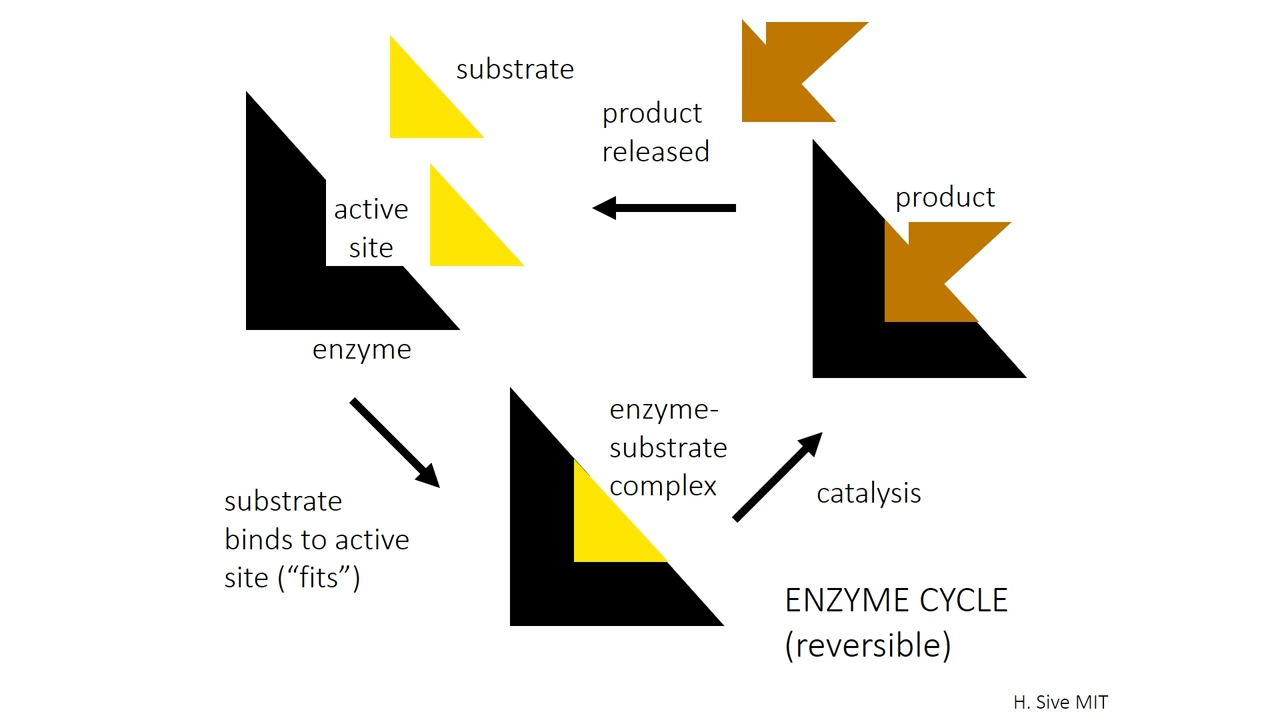 substrate
product
released
active
site
product
enzyme
enzyme-
substrate
complex
substrate
binds to active
site (“fits”)
catalysis
ENZYME CYCLE
(reversible)
H. Sive MIT